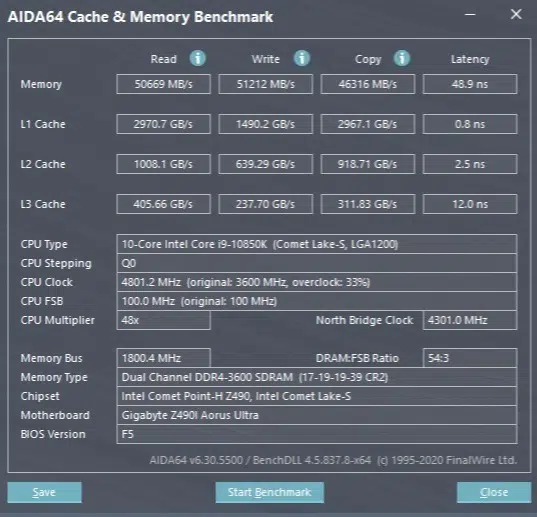 AIDA64 Cache & Memory Benchmark
Read Write Copy Latency
Memory 50669 MB/s 51212 MB/s 46316 MB/s 48.9 ns
L1 Cache 2970.7 GB/s 1490.2 GB/s 2967.1 GB/s 0.8 ns
L2 Cache 1008.1 GB/s 639.29 GB/s 918.71 GB/s 2.5 ns
L3 Cache 405.66 GB/s 237.70 GB/s 311.83 GB/s 12.0 ns
CPU Type 10-Core Intel Core i9-10850K (Comet Lake-S, LGA1200)
CPU Stepping Q0
CPU Clock 4801.2 MHz (original: 3600 MHz, overclock: 33%)
CPU FSB 100.0 MHz (original: 100 MHz)
CPU Multiplier 48x North Bridge Clock 4301.0 MHz
Memory Bus 1800.4 MHz DRAM:FSB Ratio 54:3
Memory Type Dual Channel DDR4-3600 SDRAM (17-19-19-39 CR2)
Chipset Intel Comet Point-H Z490, Intel Comet Lake-S
Motherboard Gigabyte Z490I Aorus Ultra
BIOS Version F5
AIDA64 v6.30.5500 / BenchDLL 4.5.837.8-x64 (c) 1995-2020 FinalWire Ltd.
Save Start Benchmark Close